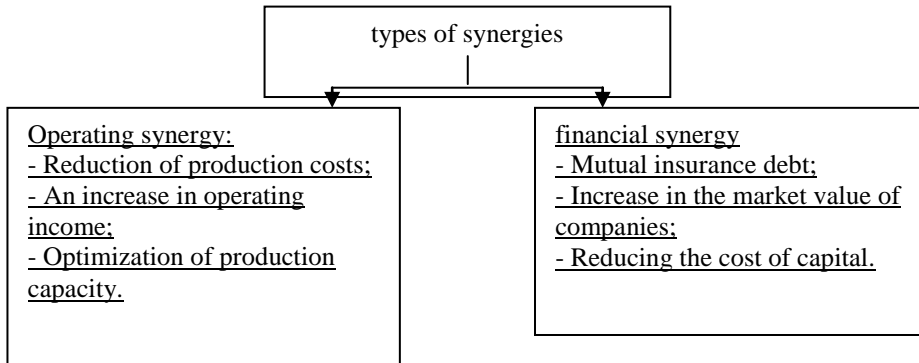 types of synergies
Operating synergy:
- Reduction of production costs;
- An increase in operating
income;
- Optimization of production
capacity.
financial synergy
- Mutual insurance debt;
- Increase in the market value of
companies;
- Reducing the cost of capital.